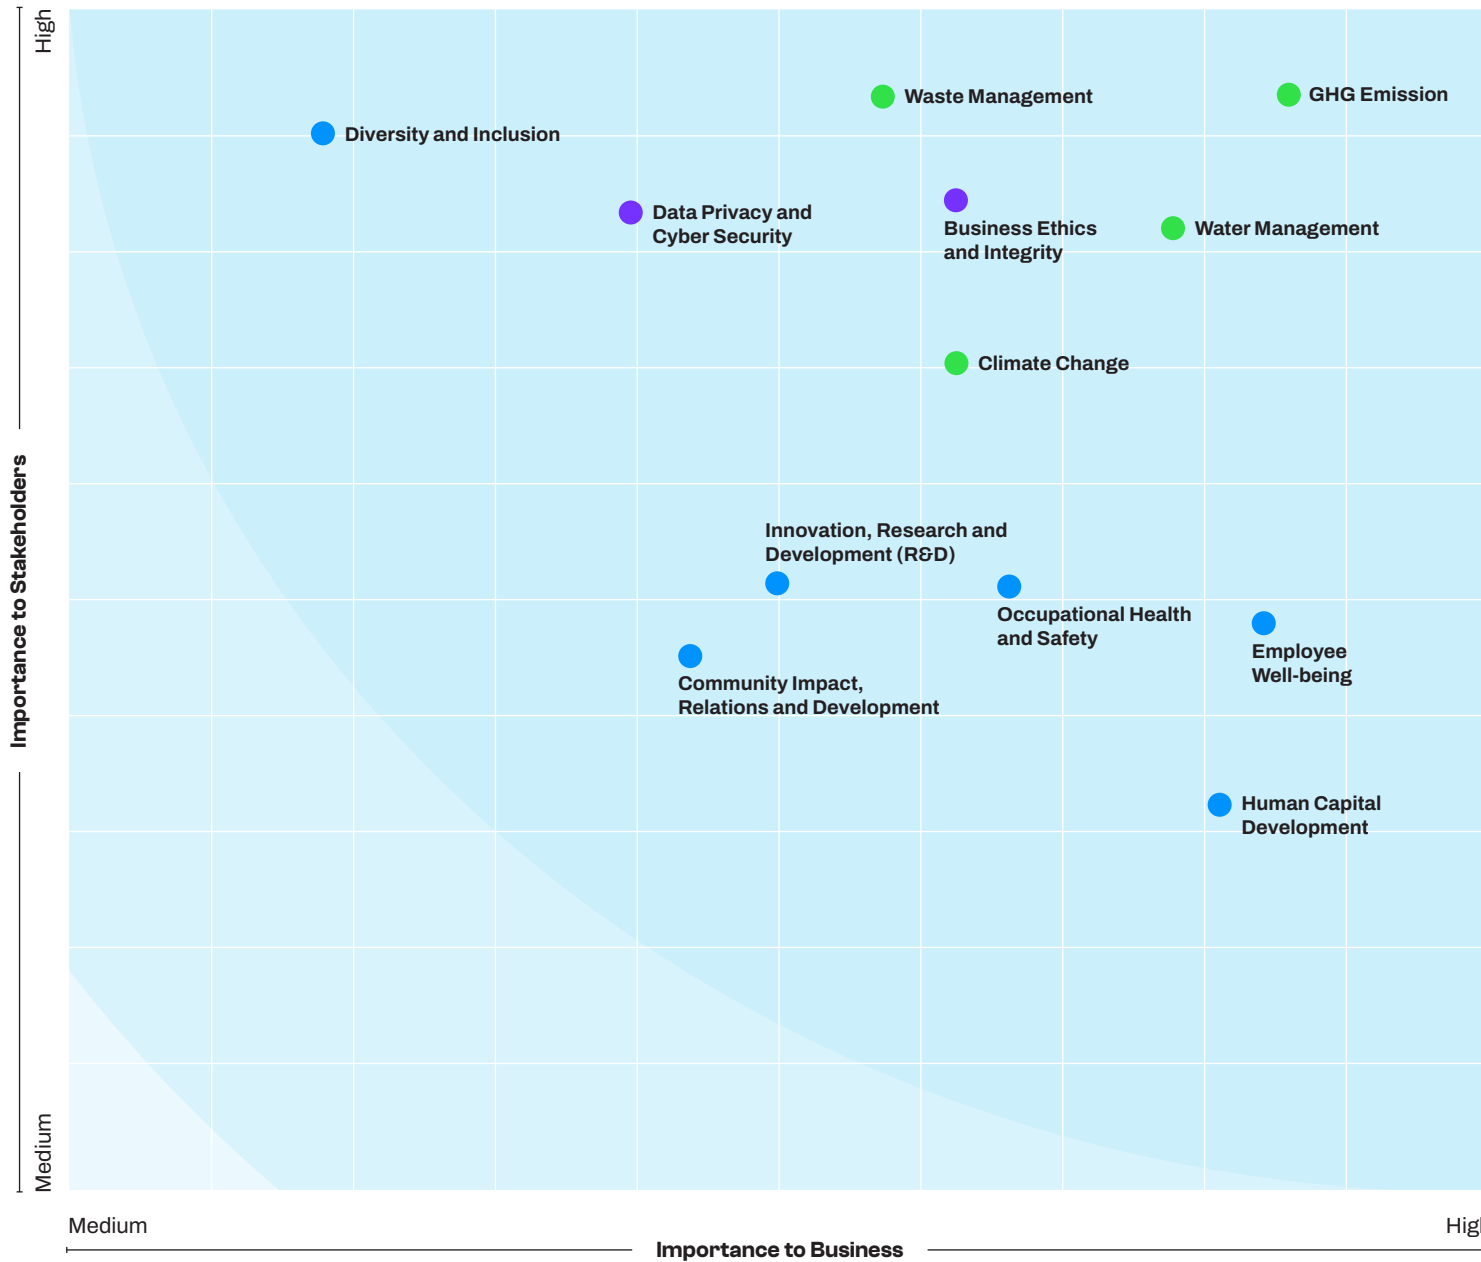 High
Waste Management
GHG Emission
Diversity and Inclusion
Data Privacy and
Cyber Security
Business Ethics
and Integrity
Water Management
Climate Change
Importance to Stakeholders
Innovation, Research and
Development (R&D)
Occupational Health
and Safety
Employee
Well-being
Community Impact,
Relations and Development
Human Capital
Development
Medium
Medium
High
Importance to Business